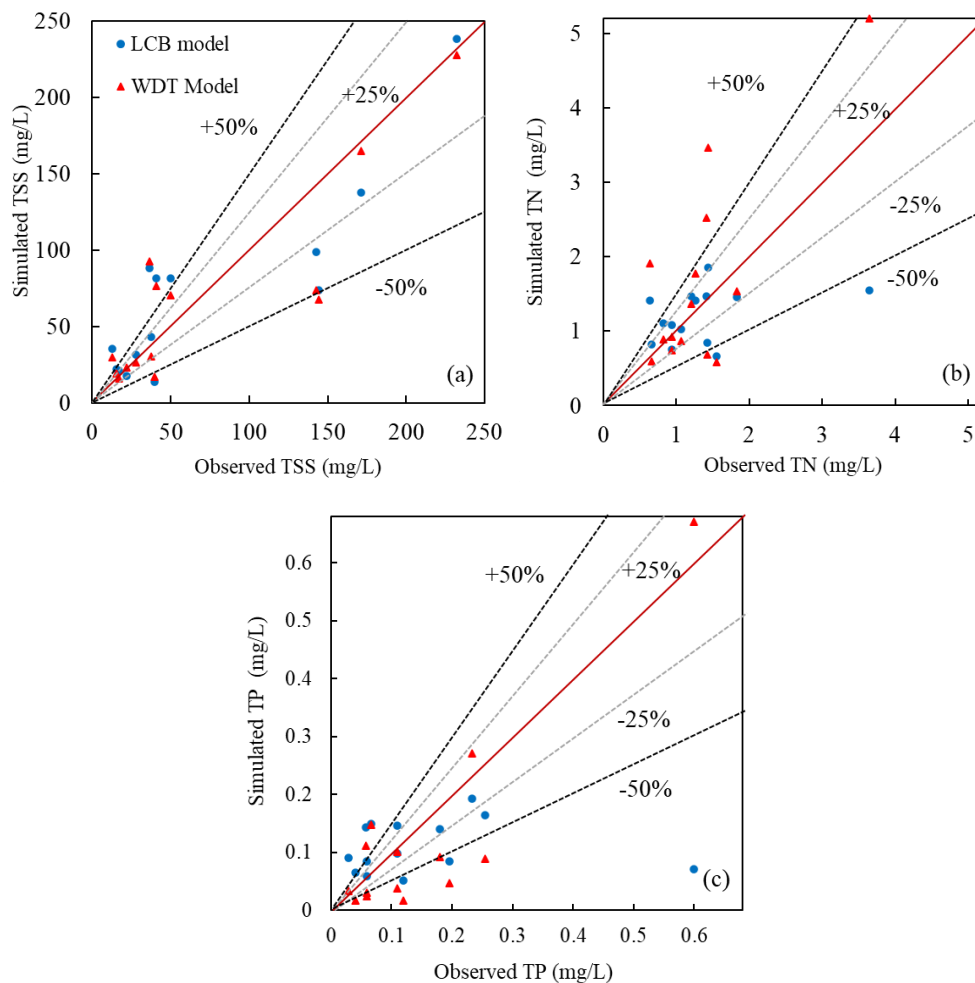 250
200
150
100
50
0
Simulated TSS (mg/L)
LCB model
WDT Model
+50%
+25%
-50%
(a)
0 50 100 150 200 250
Observed TSS (mg/L)
5
4
3
2
1
0
Simulated TN (mg/L)
+50%
+25%
-25%
-50%
(b)
0 1 2 3 4 5
Observed TN (mg/L)
0.6
0.5
0.4
0.3
0.2
0.1
0
Simulated TP (mg/L)
+50%
+25%
-25%
-50%
(c)
0 0.1 0.2 0.3 0.4 0.5 0.6
Observed TP (mg/L)